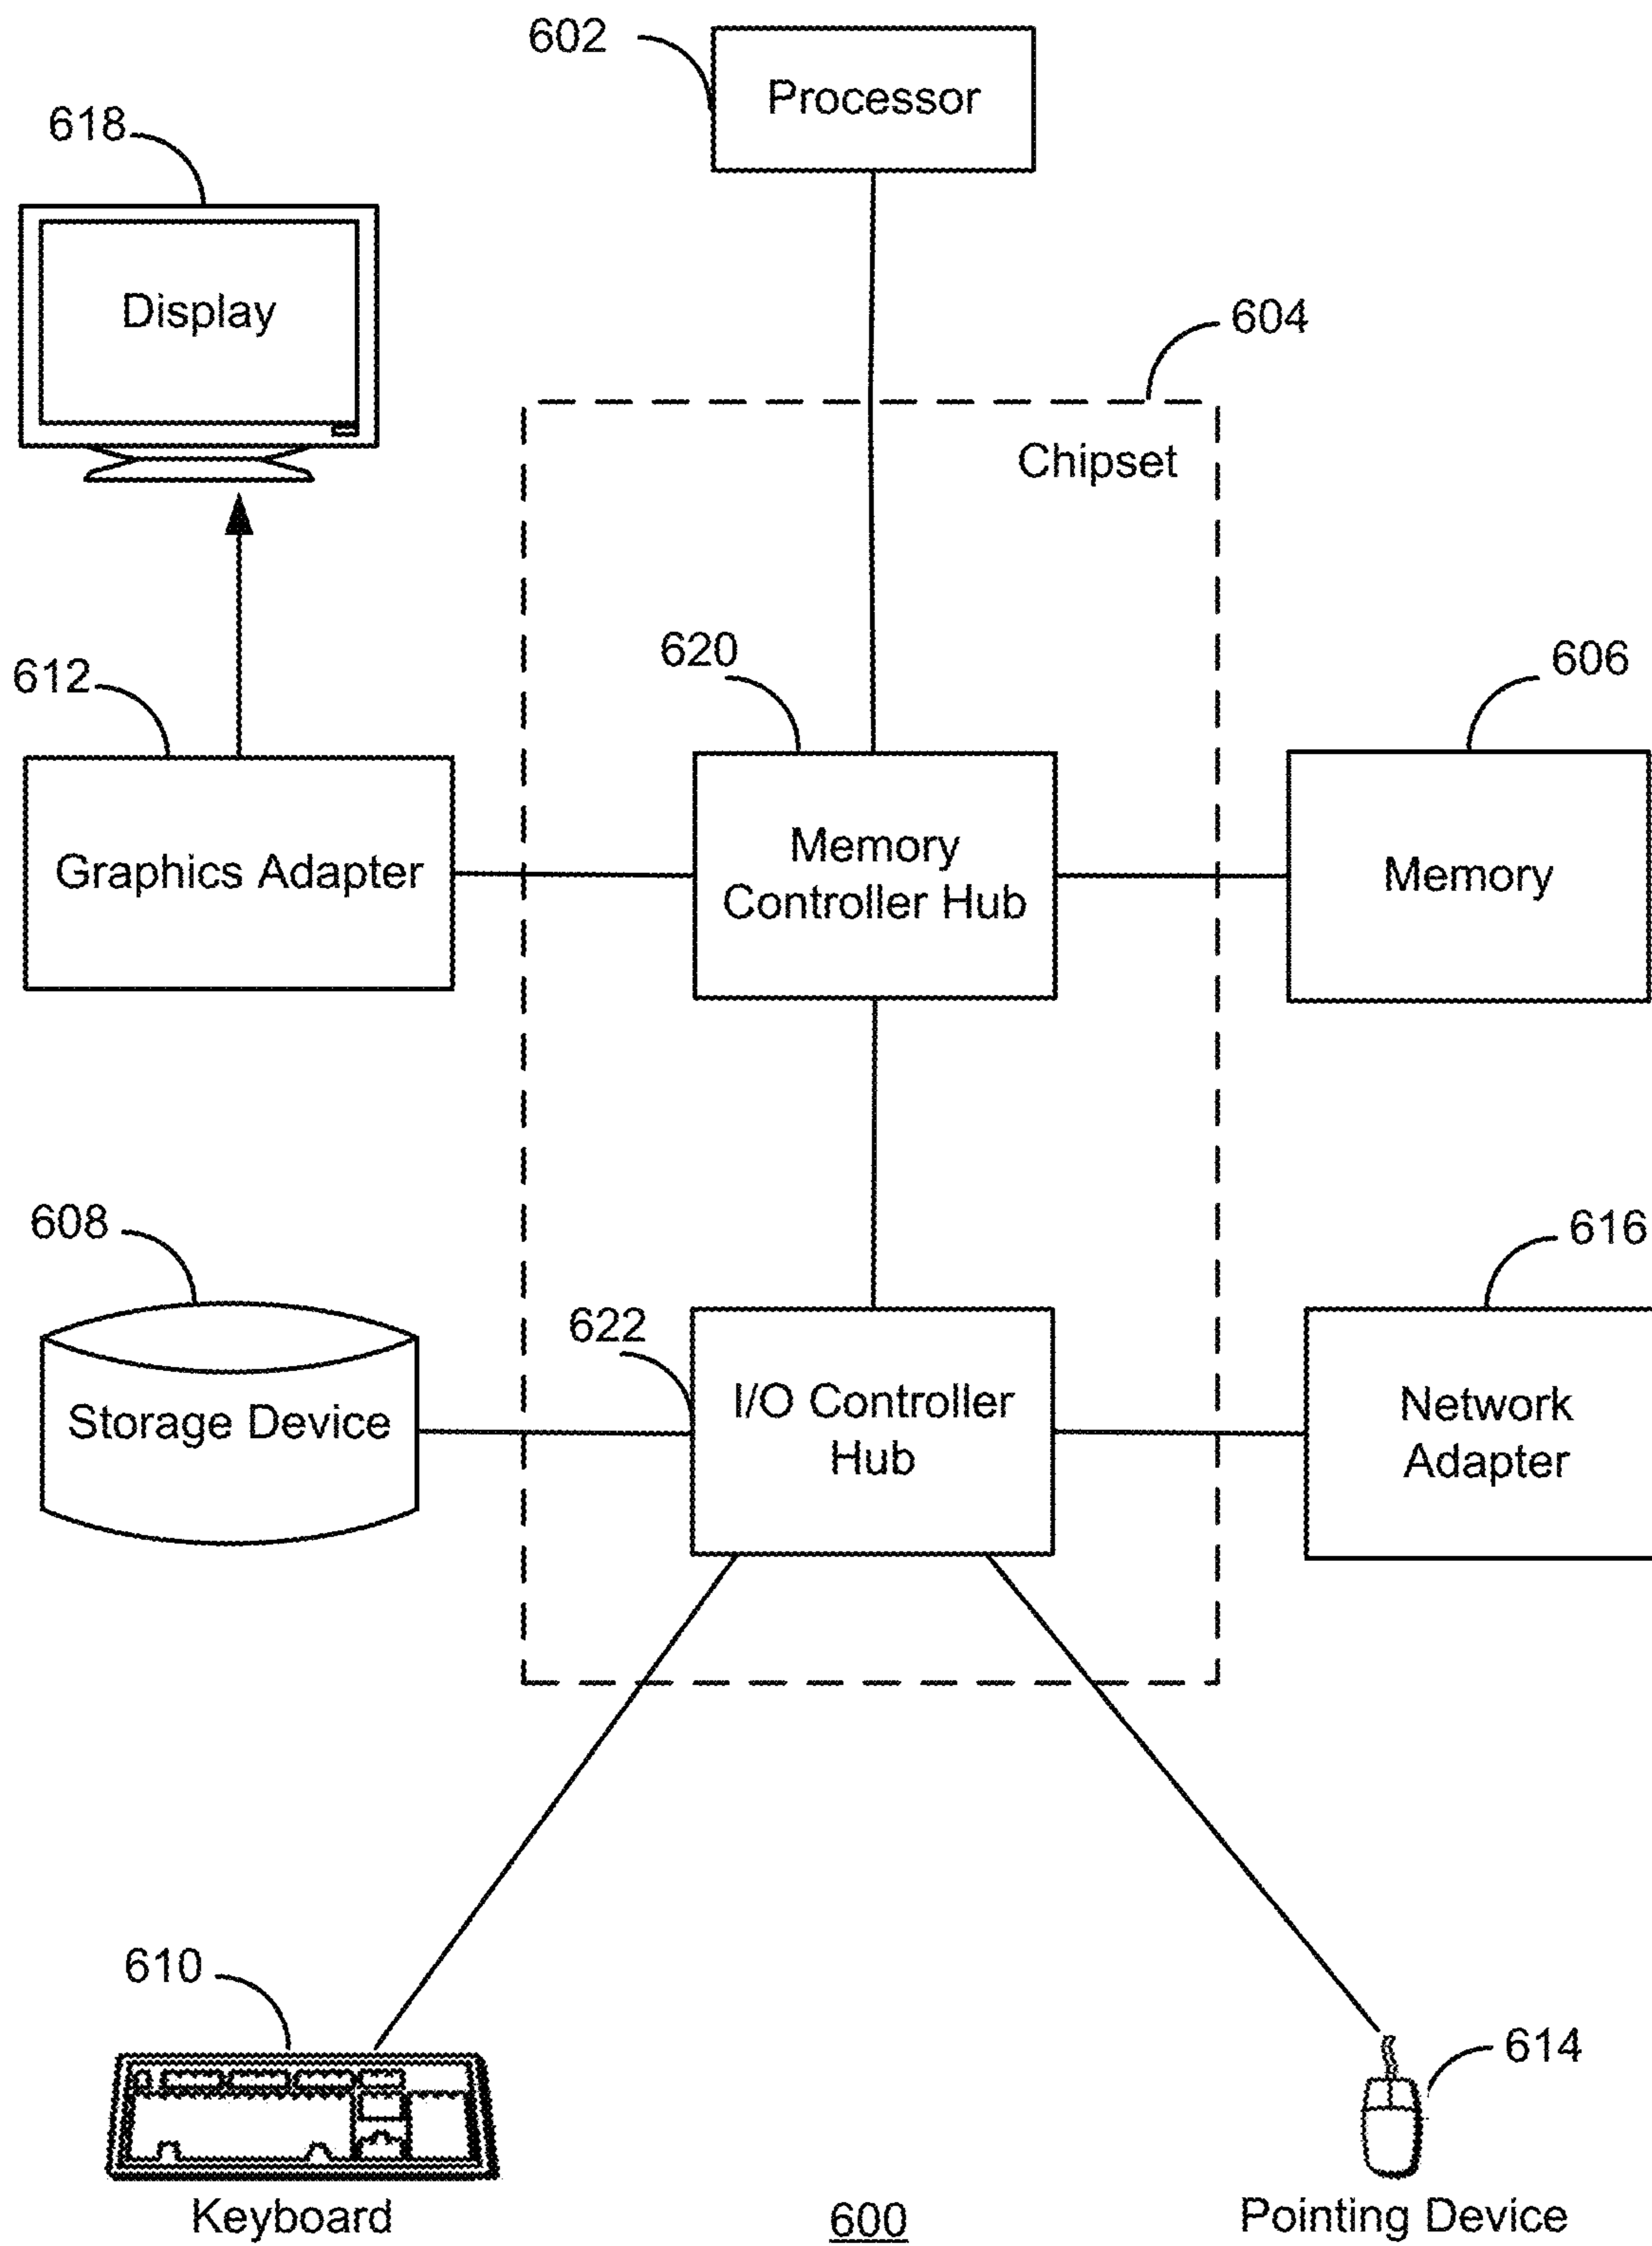 602
Processor
618
Display
604
Chipset
620
606
612
Memory
Controller Hub
Graphics Adapter
Memory
608
616
622
I/O Controller
Hub
Storage Device
Network
Adapter
610
614
Keyboard
600
Pointing Device